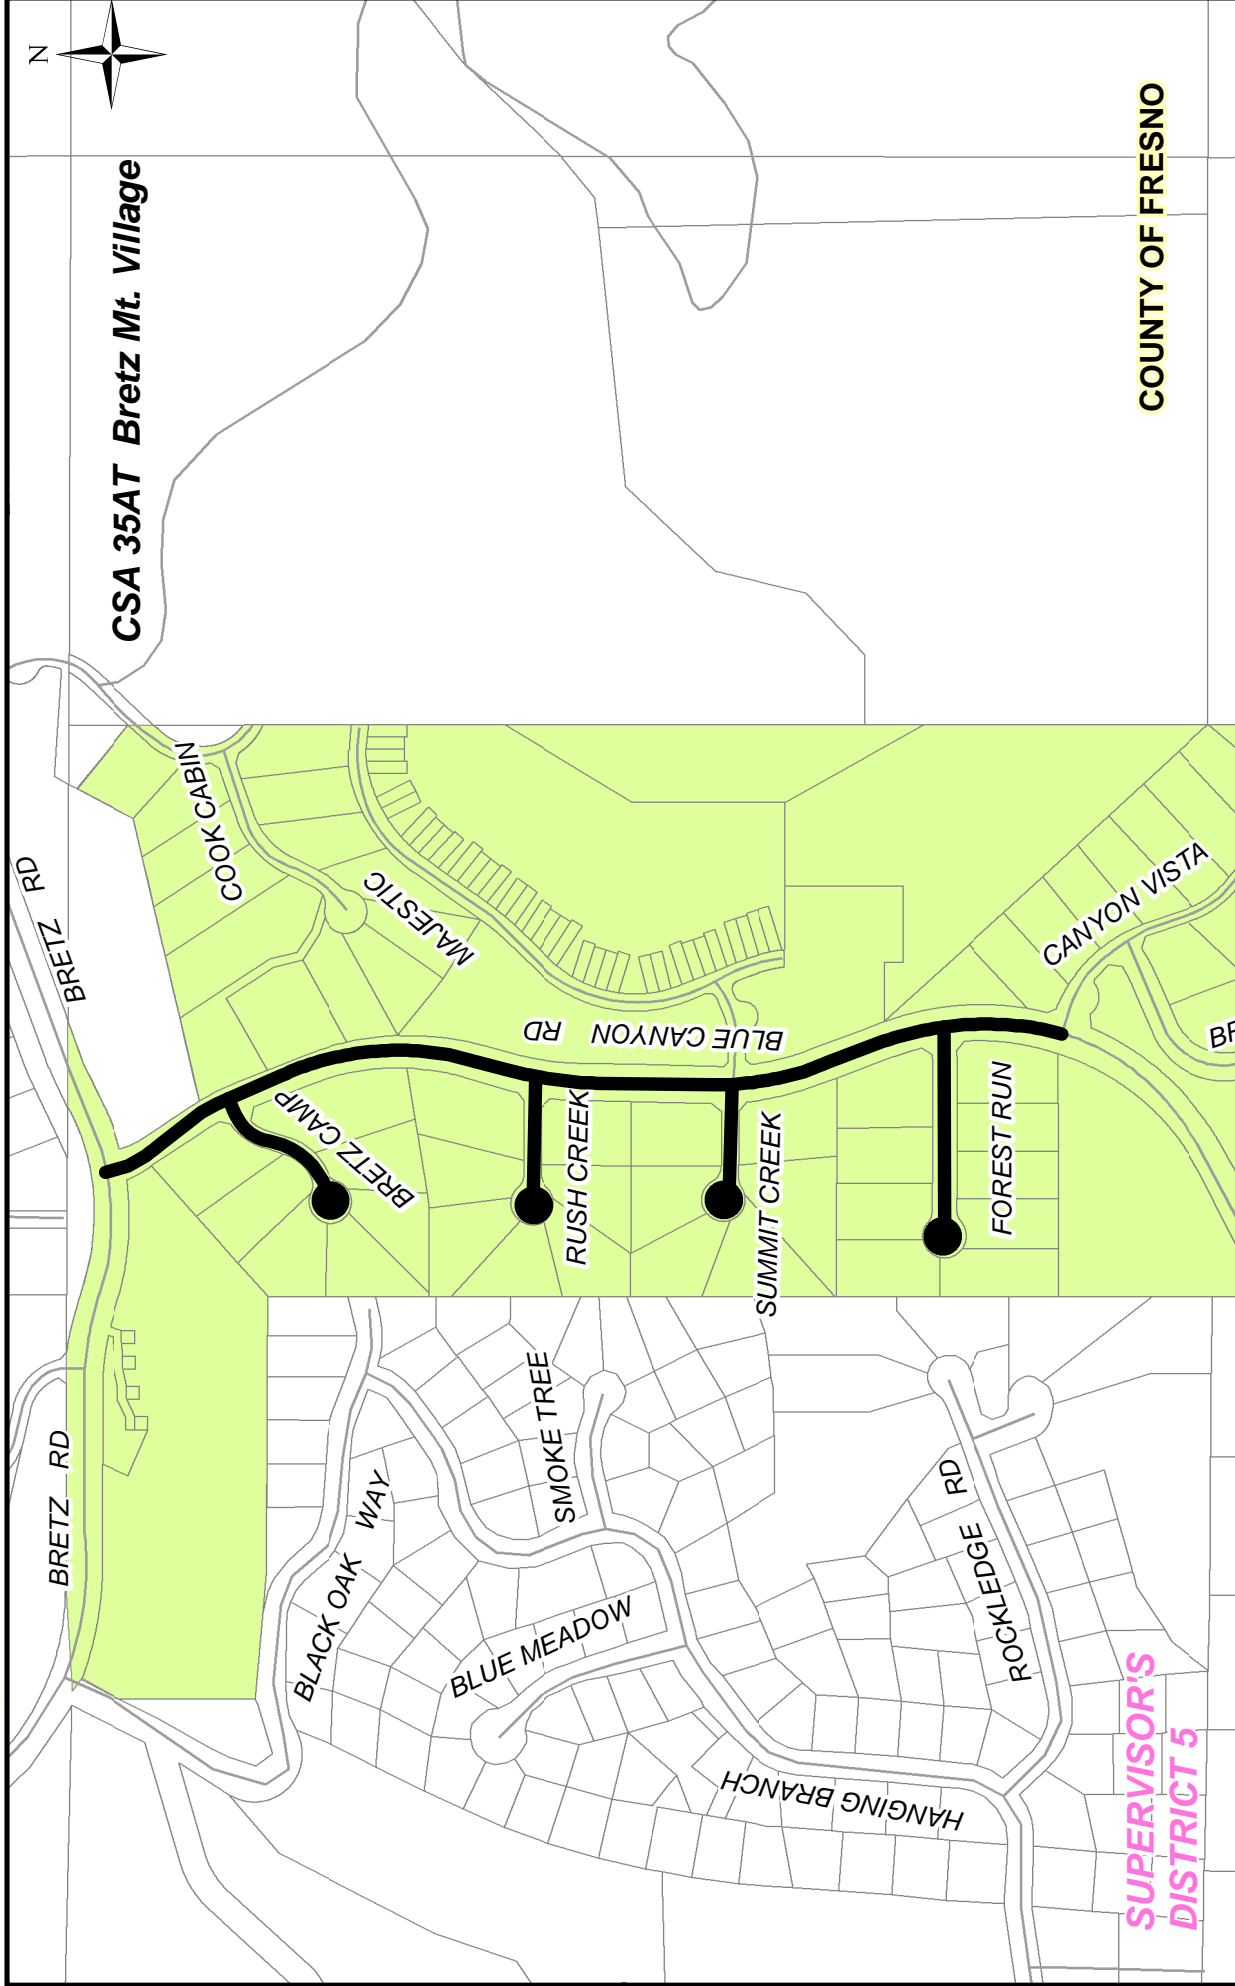 N
CSA 35AT Bretz Mt. Village
COUNTY OF FRESNO
BRETZ RD
BRETZ RD
COOK CABIN
MAJESTIC
BLUE CANYON RD
CANYON VISTA
BRETZ CAMP
RUSH CREEK
SUMMIT CREEK
FOREST RUN
BLACK OAK WAY
SMOKE TREE
BLUE MEADOW
HANGING BRANCH
ROCKLEDGE RD
SUPERVISOR'S
DISTRICT 5